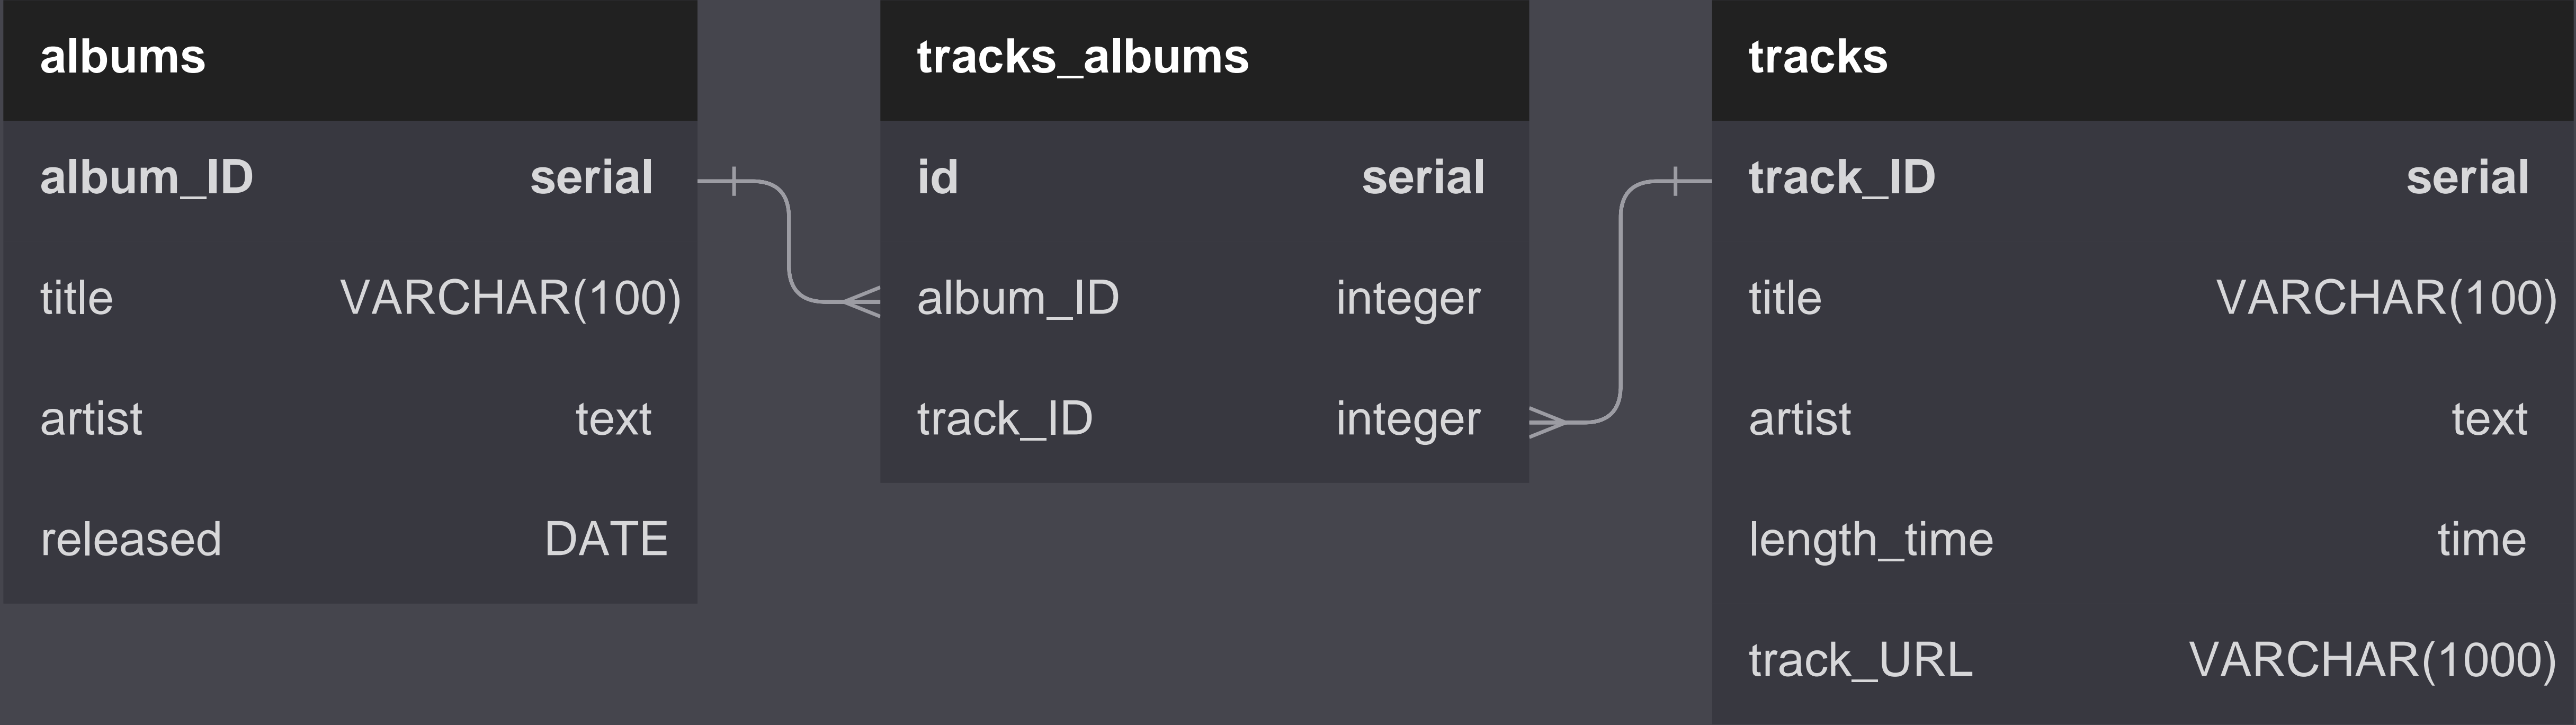 albums
album_ID serial
title VARCHAR(100)
artist text
released DATE
tracks_albums
id serial
album_ID integer
track_ID integer
tracks
track_ID serial
title VARCHAR(100)
artist text
length_time time
track_URL VARCHAR(1000)